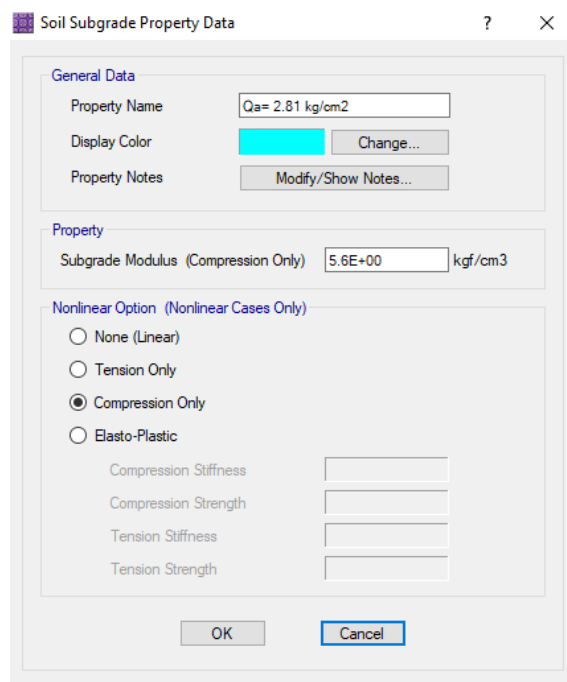 Soil Subgrade Property Data ? ×
General Data
Property Name Qa= 2.81 kg/cm2
Display Color Change...
Property Notes Modify/Show Notes...
Property
Subgrade Modulus (Compression Only) 5.6E+00 kgf/cm3
Nonlinear Option (Nonlinear Cases Only)
None (Linear)
Tension Only
Compression Only
Elasto-Plastic
Compression Stiffness
Compression Strength
Tension Stiffness
Tension Strength
OK Cancel